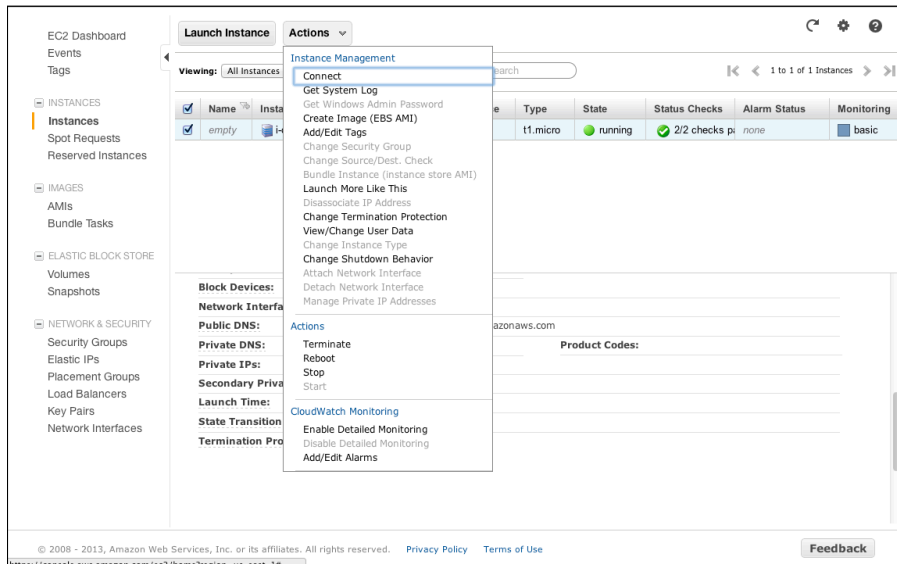 EC2 Dashboard
Events
Tags
INSTANCES
Instances
Spot Requests
Reserved Instances
IMAGES
AMIs
Bundle Tasks
ELASTIC BLOCK STORE
Volumes
Snapshots
NETWORK & SECURITY
Security Groups
Elastic IPs
Placement Groups
Load Balancers
Key Pairs
Network Interfaces
Launch Instance Actions
Viewing: All Instances 1 to 1 of 1 Instances
Name Type State Status Checks Alarm Status Monitoring
empty t1.micro running 2/2 checks none basic
Instance Management
Connect
Get System Log
Get Windows Admin Password
Create Image (EBS AMI)
Add/Edit Tags
Change Security Group
Change Source/Dest. Check
Bundle Instance (instance store AMI)
Launch More Like This
Disassociate IP Address
Change Termination Protection
View/Change User Data
Change Instance Type
Change Shutdown Behavior
Attach Network Interface
Detach Network Interface
Manage Private IP Addresses
Actions
Terminate
Reboot
Stop
Start
CloudWatch Monitoring
Enable Detailed Monitoring
Disable Detailed Monitoring
Add/Edit Alarms
Block Devices:
Network Interfa
Public DNS: azonaws.com
Private DNS: Product Codes:
Private IPs:
Secondary Priva
Launch Time:
State Transition
Termination Pro
© 2008 - 2013, Amazon Web Services, Inc. or its affiliates. All rights reserved. Privacy Policy Terms of Use Feedback